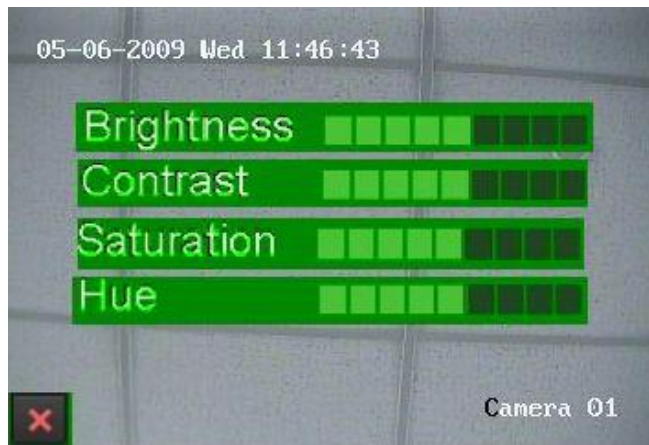 05-06-2009 Wed 11:46:43
Brightness
Contrast
Saturation
Hue
Camera 01